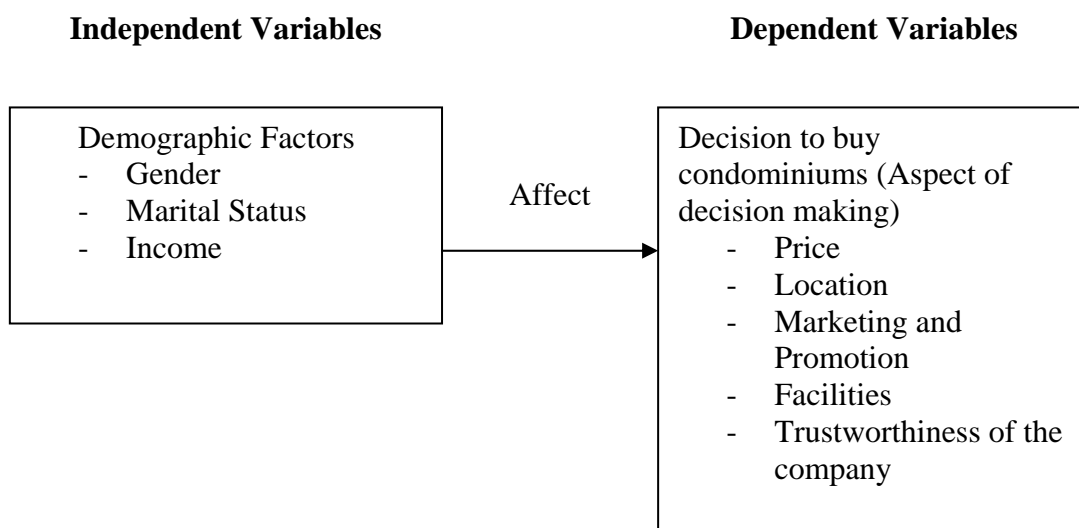 Independent Variables
Dependent Variables
Demographic Factors
- Gender
- Marital Status
- Income
Affect
Decision to buy
condominiums (Aspect of
decision making)
- Price
- Location
- Marketing and
Promotion
- Facilities
- Trustworthiness of the
company